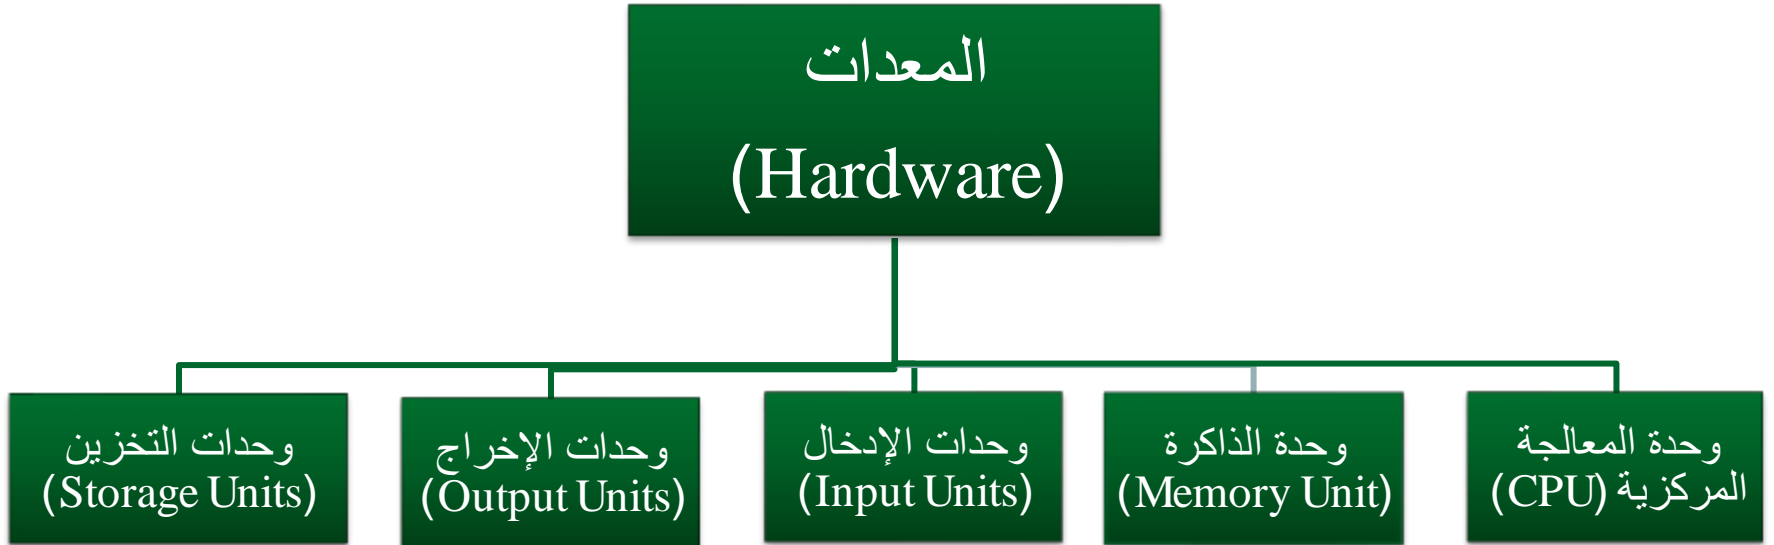 المعدات
(Hardware)
وحدة المعالجة
المركزية (CPU)
وحدة الذاكرة
(Memory Unit)
وحدات الإدخال
(Input Units)
وحدات الإخراج
(Output Units)
وحدات التخزين
(Storage Units)